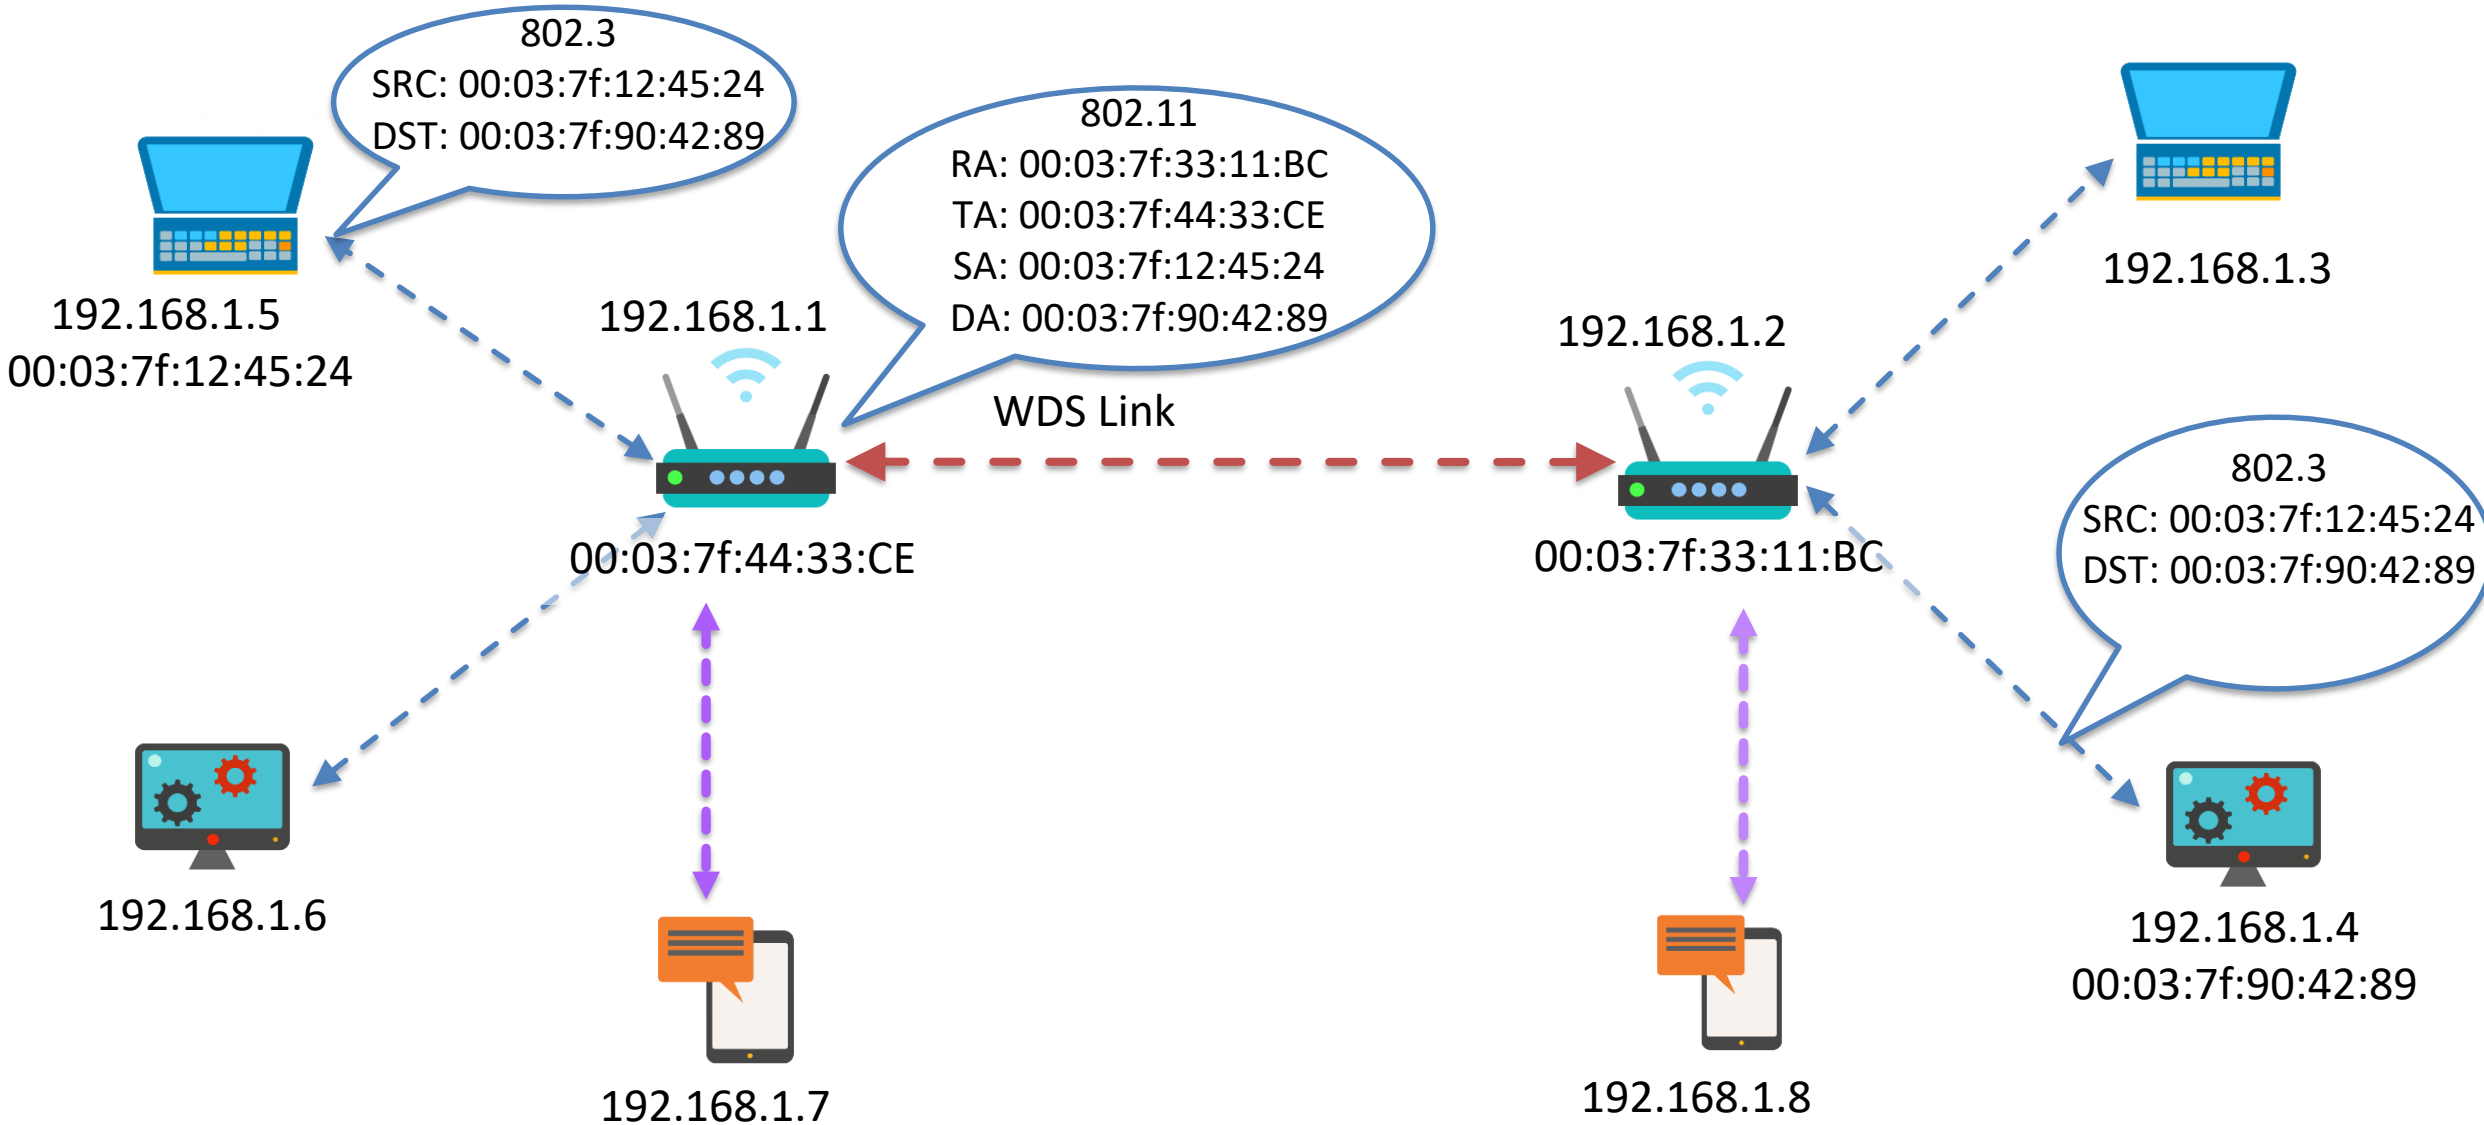 802.3
SRC: 00:03:7f:12:45:24
DST: 00:03:7f:90:42:89
802.11
RA: 00:03:7f:33:11:BC
TA: 00:03:7f:44:33:CE
SA: 00:03:7f:12:45:24
DA: 00:03:7f:90:42:89
192.168.1.5
00:03:7f:12:45:24
192.168.1.1
192.168.1.2
192.168.1.3
WDS Link
802.3
SRC: 00:03:7f:12:45:24
DST: 00:03:7f:90:42:89
00:03:7f:44:33:CE
00:03:7f:33:11:BC
192.168.1.6
192.168.1.4
00:03:7f:90:42:89
192.168.1.7
192.168.1.8